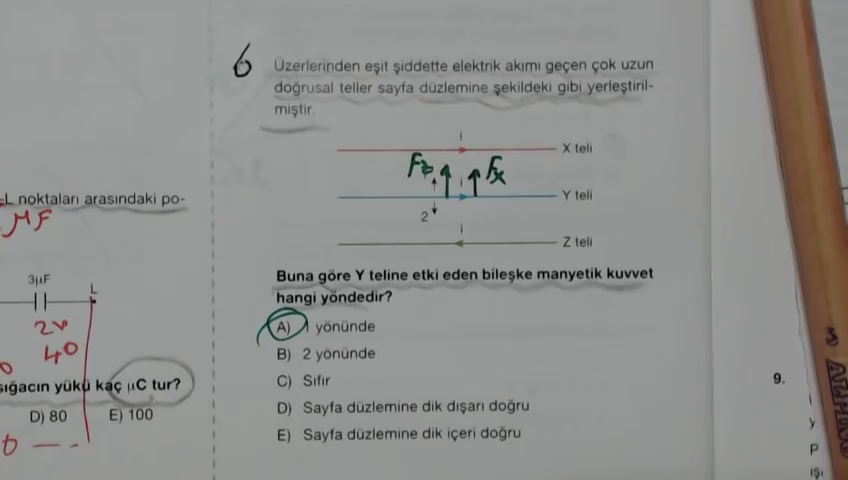 -L noktaları arasındaki po-
μF
3μF
L
2v
40
sığacın yükü kaç μC tur?
D) 80
E) 100
6
Üzerlerinden eşit şiddette elektrik akımı geçen çok uzun
doğrusal teller sayfa düzlemine şekildeki gibi yerleştiril-
miştir.
i
X teli
Fx
i
Y teli
2
i
Z teli
Buna göre Y teline etki eden bileşke manyetik kuvvet
hangi yöndedir?
A) 1 yönünde
B) 2 yönünde
C) Sıfır
D) Sayfa düzlemine dik dışarı doğru
E) Sayfa düzlemine dik içeri doğru
9.
y
p
işi